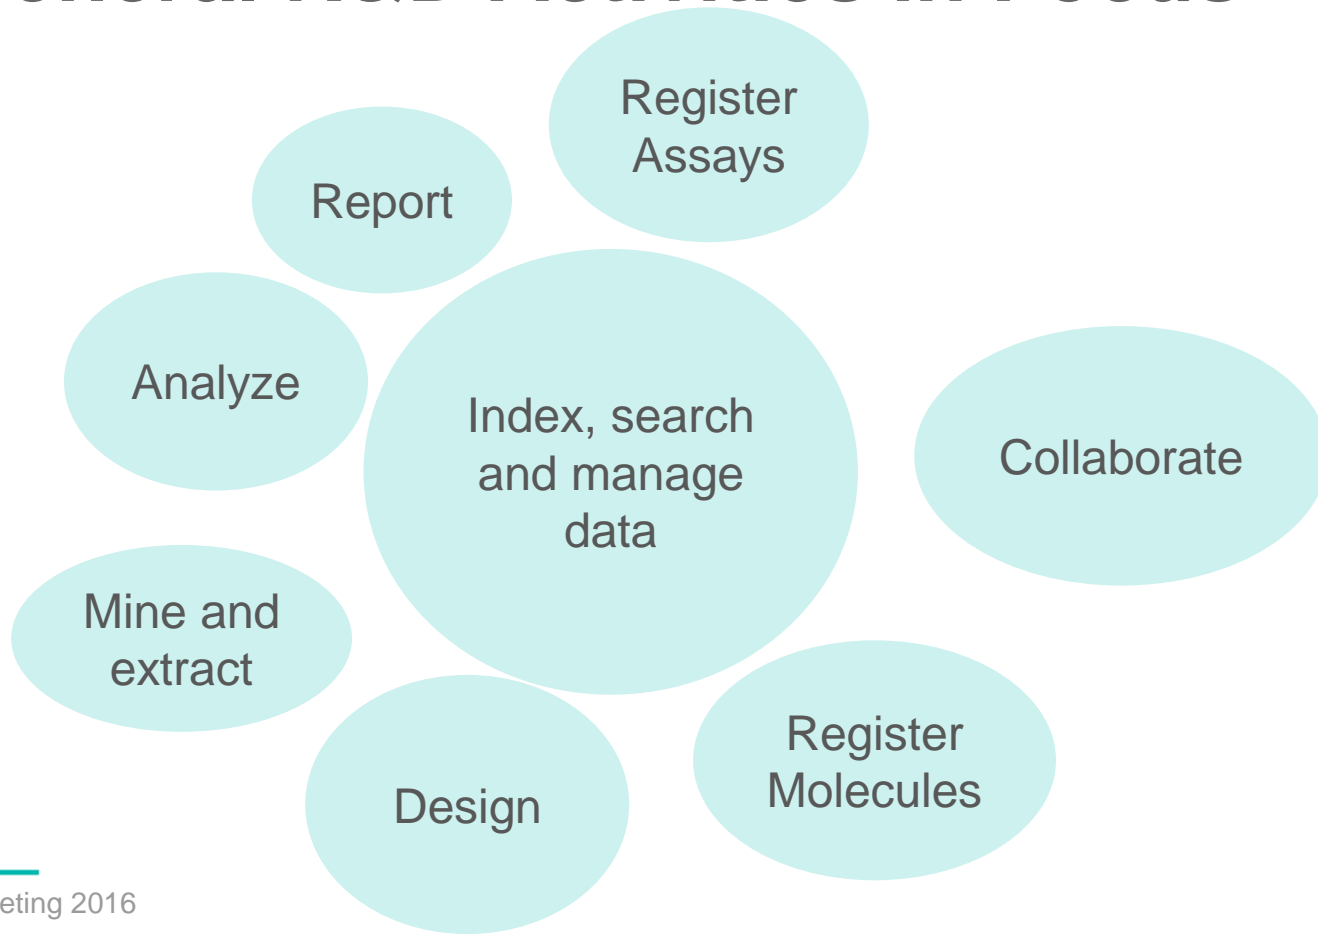 Register
Assays
Report
Analyze
Index, search
and manage
data
Collaborate
Mine and
extract
Register
Molecules
Design
eting 2016